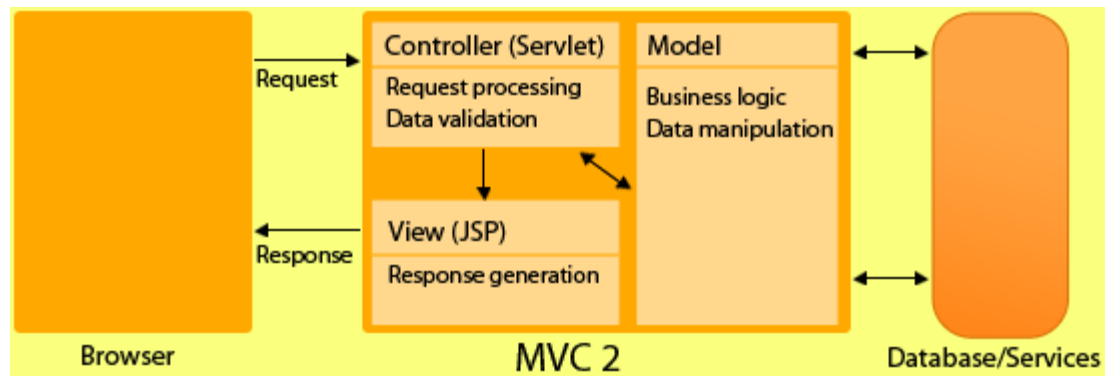 Request
Controller (Servlet)
Request processing
Data validation
Model
Business logic
Data manipulation
Response
View (JSP)
Response generation
Browser
MVC 2
Database/Services